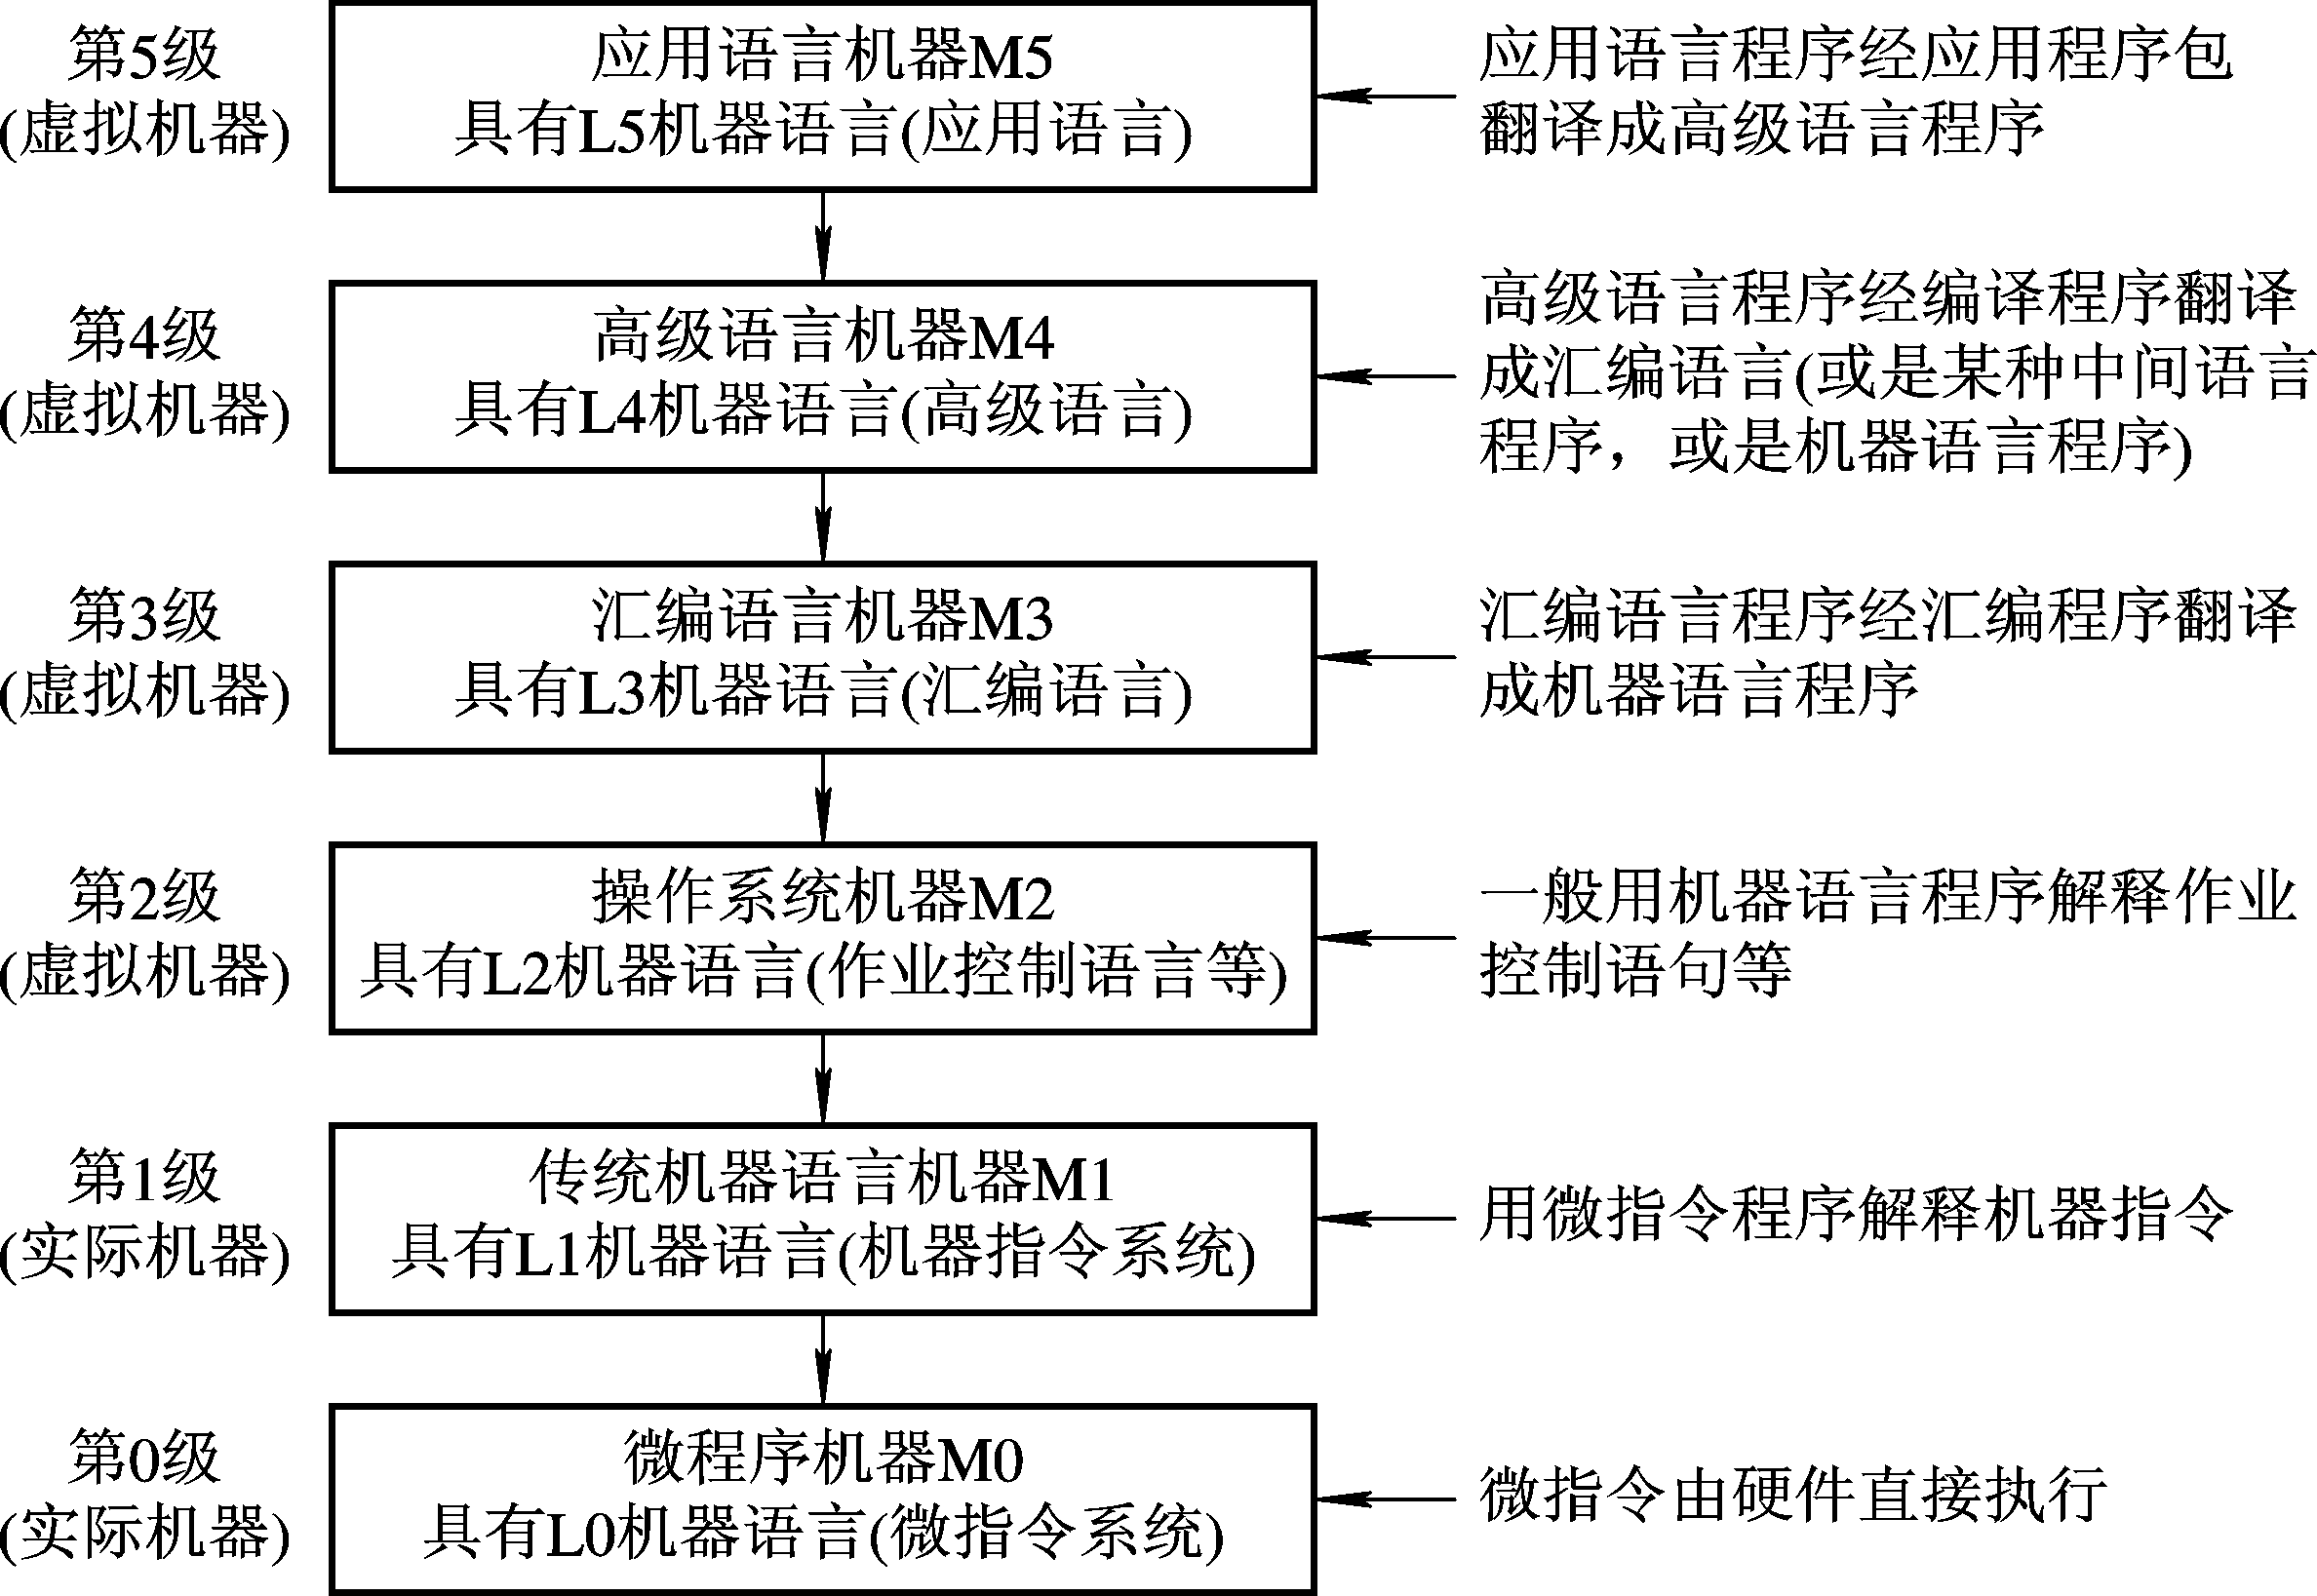 第5级
(虚拟机器)
应用语言机器M5
具有L5机器语言(应用语言)
应用语言程序经应用程序包
翻译成高级语言程序
第4级
(虚拟机器)
高级语言机器M4
具有L4机器语言(高级语言)
高级语言程序经编译程序翻译
成汇编语言(或是某种中间语言
程序，或是机器语言程序)
第3级
(虚拟机器)
汇编语言机器M3
具有L3机器语言(汇编语言)
汇编语言程序经汇编程序翻译
成机器语言程序
第2级
(虚拟机器)
操作系统机器M2
具有L2机器语言(作业控制语言等)
一般用机器语言程序解释作业
控制语句等
第1级
(实际机器)
传统机器语言机器M1
具有L1机器语言(机器指令系统)
用微指令程序解释机器指令
第0级
(实际机器)
微程序机器M0
具有L0机器语言(微指令系统)
微指令由硬件直接执行